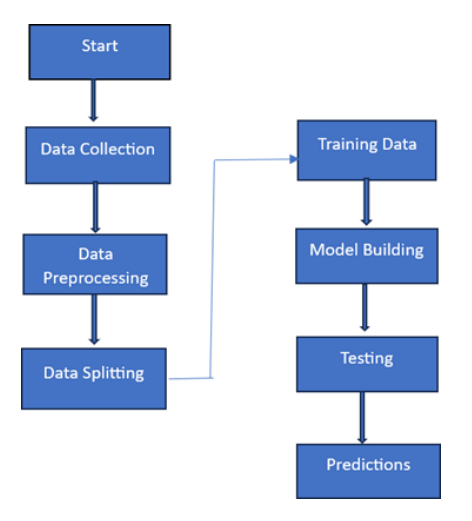 Start
Data Collection
Data
Preprocessing
Data Splitting
Training Data
Model Building
Testing
Predictions